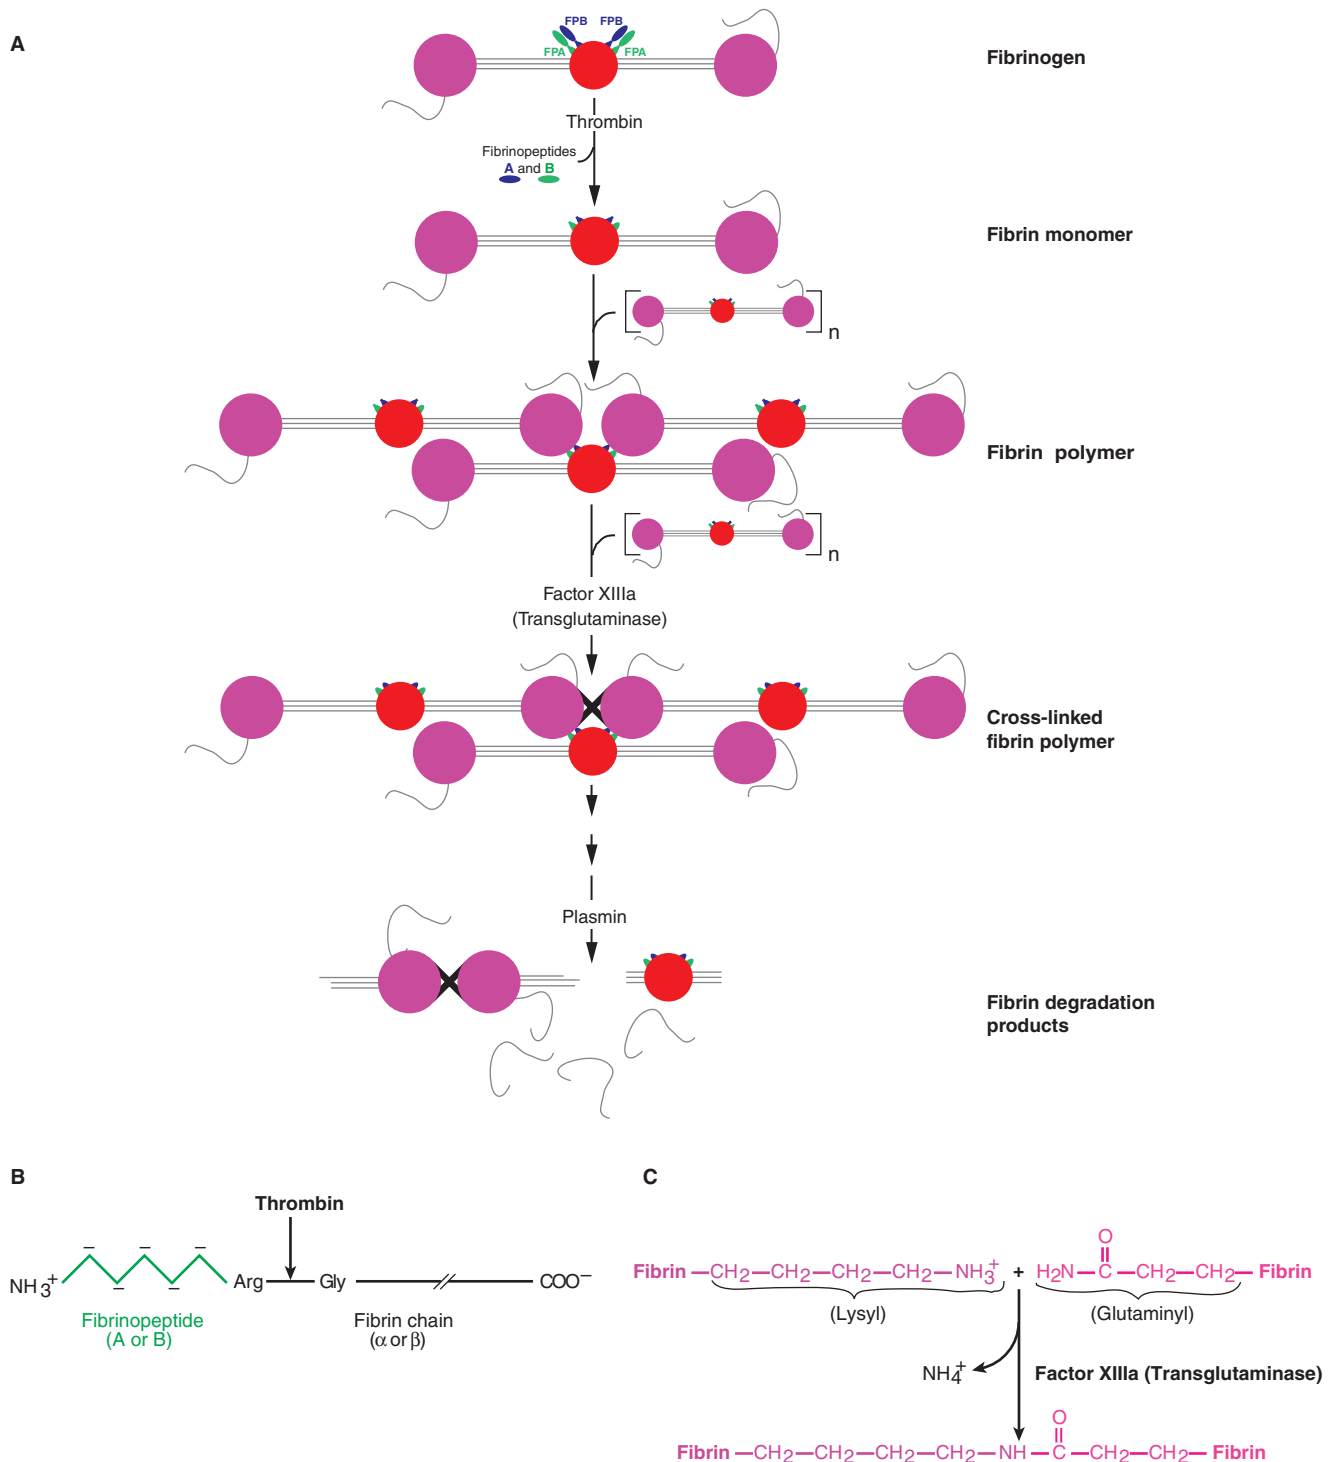 A
FPB FPB
FPA FPA
Fibrinogen
Thrombin
Fibrinopeptides
A and B
Fibrin monomer
n
Fibrin polymer
n
Factor XIIIa
(Transglutaminase)
Cross-linked
fibrin polymer
Plasmin
Fibrin degradation
products
B
Thrombin
NH3+ – – – – – Arg Gly COO–
Fibrinopeptide
(A or B)
Fibrin chain
(α or β)
C
O
Fibrin—CH2—CH2—CH2—CH2—NH3+ + H2N—C—CH2—CH2—Fibrin
(Lysyl) (Glutaminyl)
NH4+ Factor XIIIa (Transglutaminase)
O
Fibrin—CH2—CH2—CH2—CH2—NH—C—CH2—CH2—Fibrin